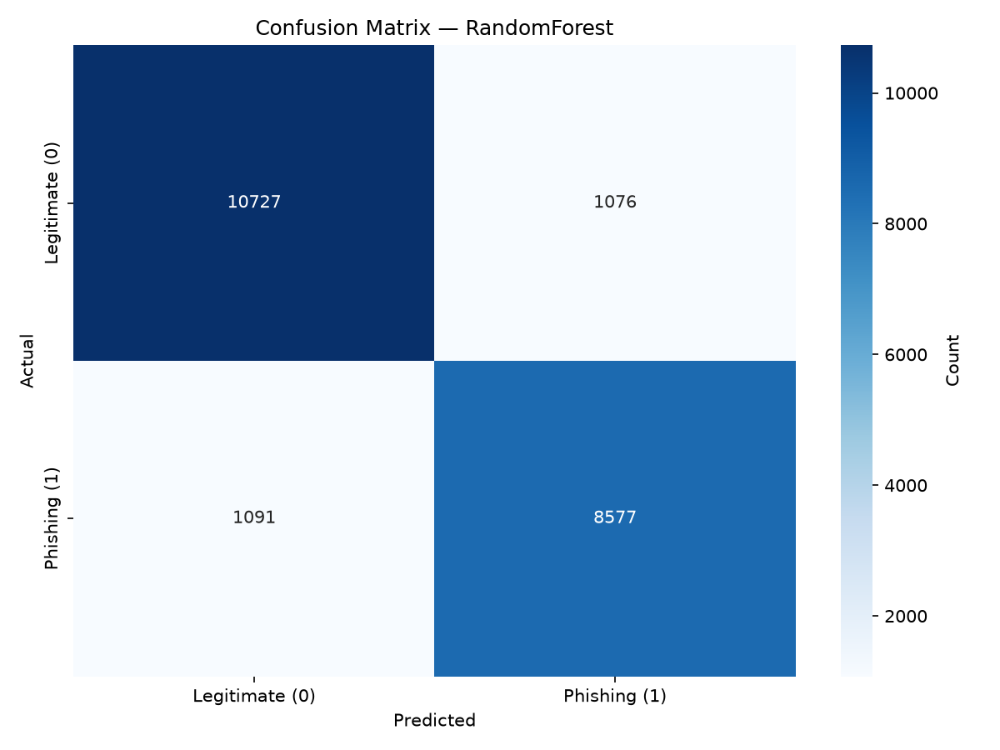 Confusion Matrix — RandomForest
Actual
Legitimate (0)
Phishing (1)
10727
1076
1091
8577
Legitimate (0)
Phishing (1)
Predicted
10000
8000
6000
4000
2000
Count